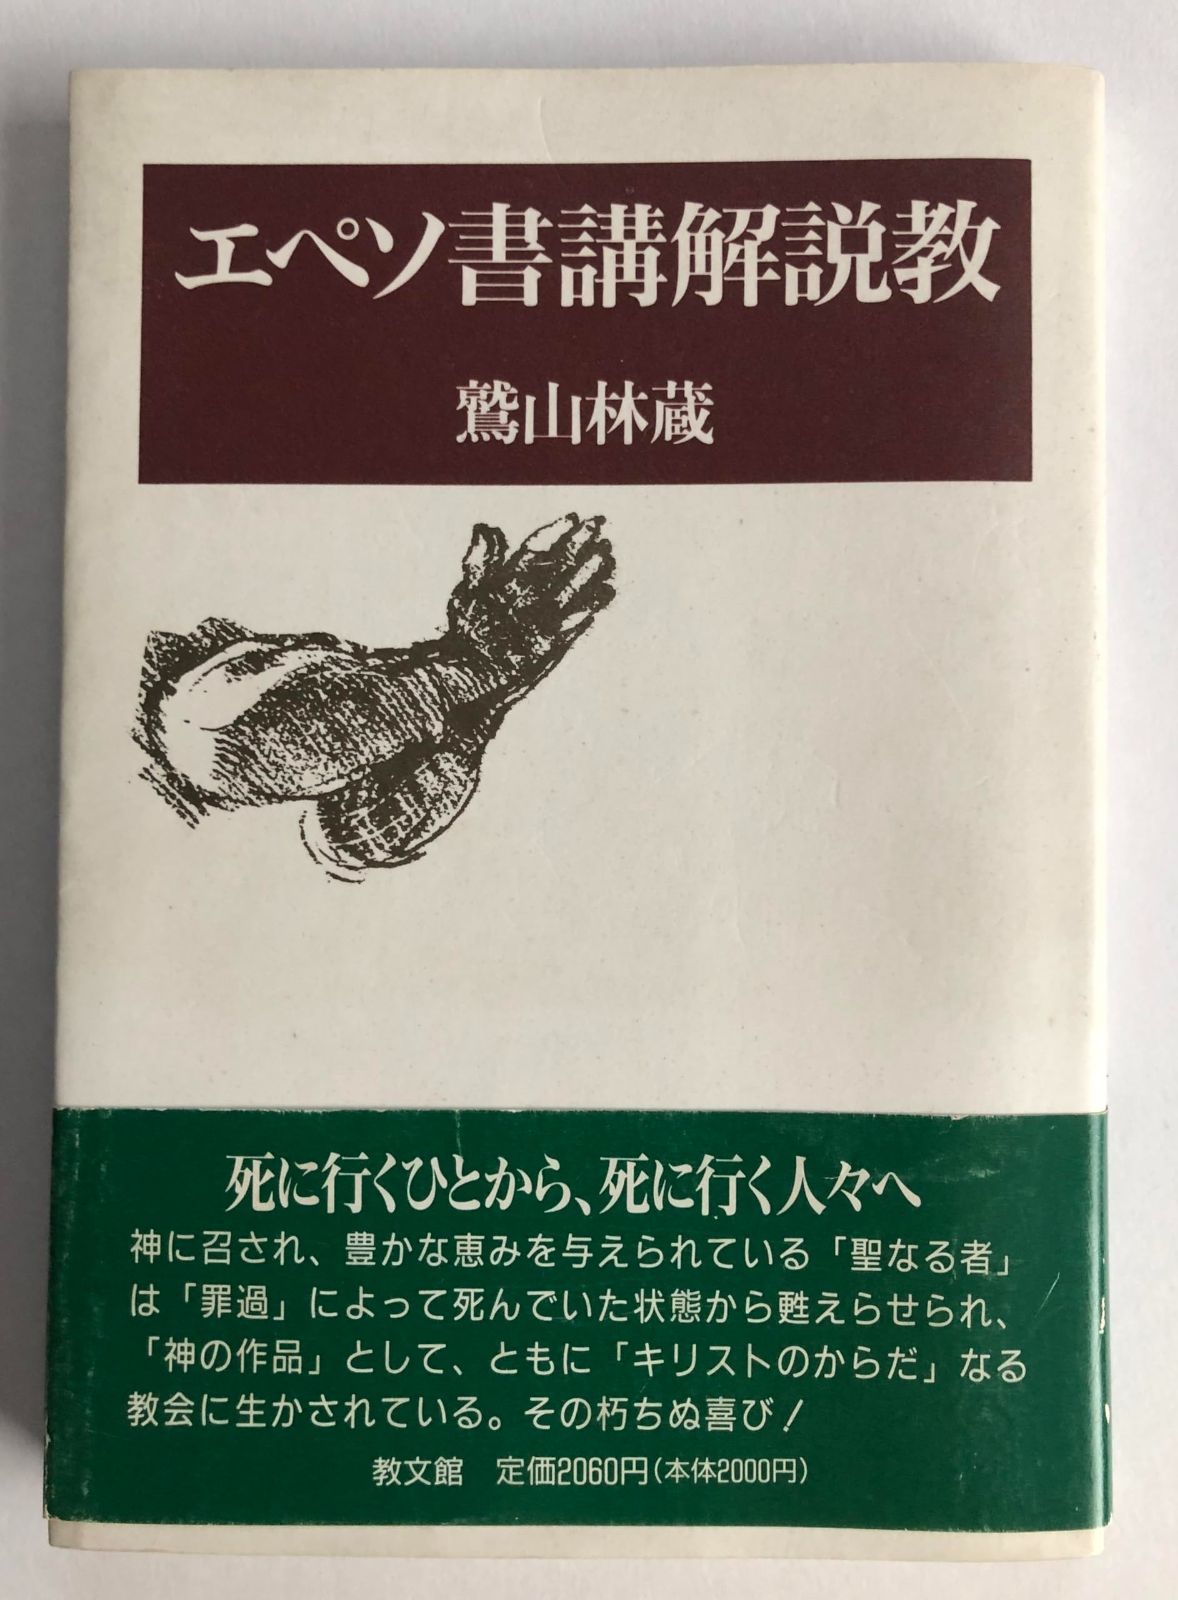 エペソ書講解説教
鷲山林蔵
死に行くひとから、死に行く人々へ
神に召され、豊かな恵みを与えられている「聖なる者」
は「罪過」によって死んでいた状態から甦えらせられ、
「神の作品」として、ともに「キリストのからだ」なる
教会に生かされている。その朽ちぬ喜び!
教文館 定価2060円(本体2000円)